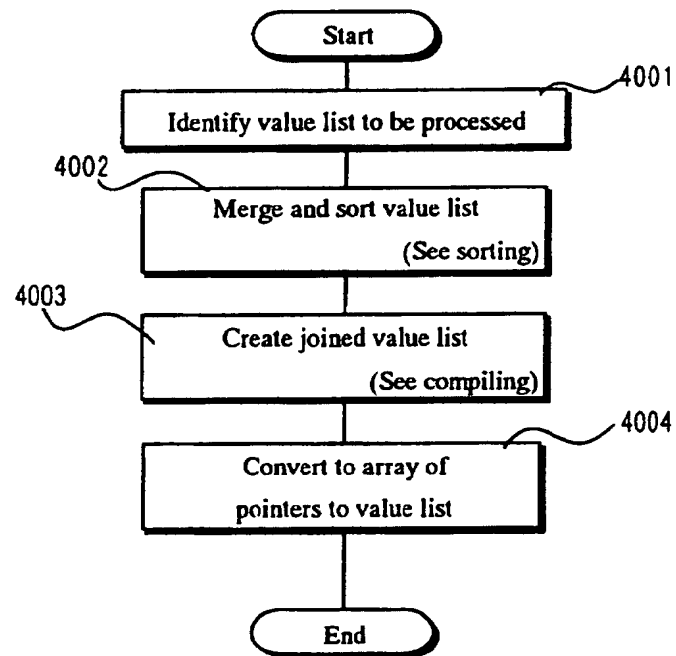 Start
4001
Identify value list to be processed
4002
Merge and sort value list
(See sorting)
4003
Create joined value list
(See compiling)
4004
Convert to array of
pointers to value list
End